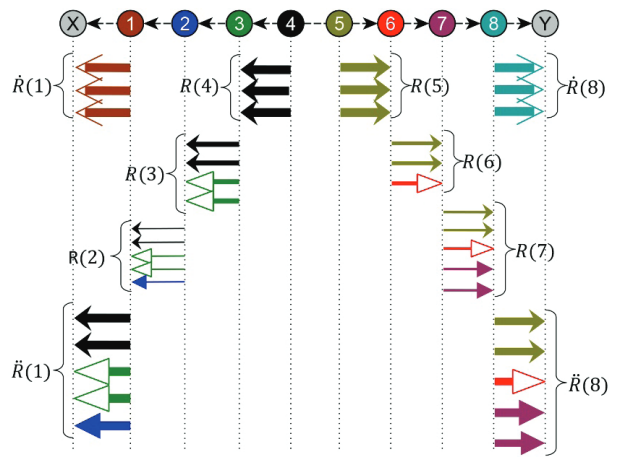 X 1 2 3 4 5 6 7 8 Y
Ṙ(1) R(4) R(5) Ṙ(8)
R(3) R(6)
R(2) R(7)
R̈(1) R̈(8)